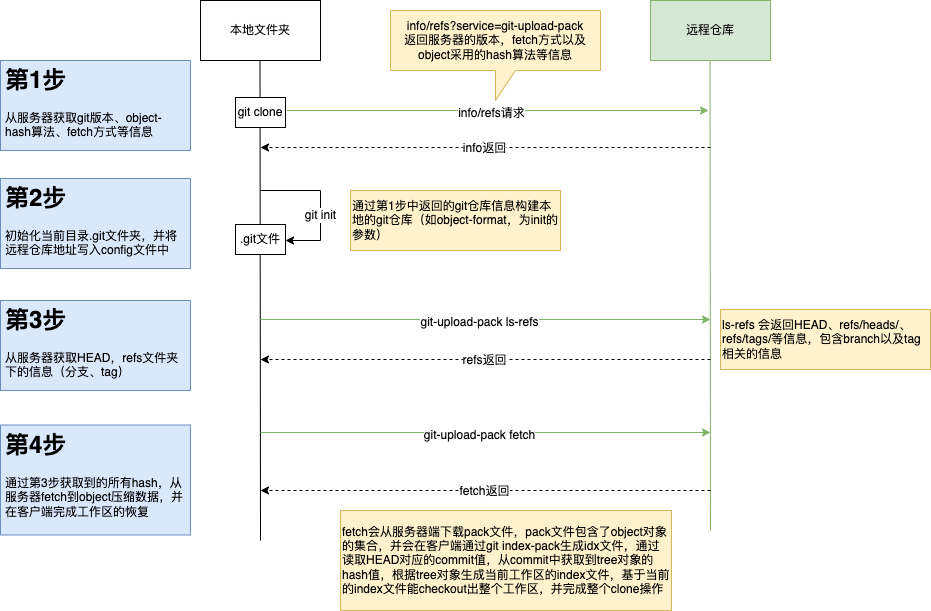 本地文件夹
info/refs?service=git-upload-pack
返回服务器的版本，fetch方式以及
object采用的hash算法等信息
远程仓库
第1步
从服务器获取git版本、object-
hash算法、fetch方式等信息
git clone
info/refs请求
info返回
第2步
初始化当前目录.git文件夹，并将
远程仓库地址写入config文件中
git init
.git文件
通过第1步中返回的git仓库信息构建本
地的git仓库（如object-format，为init的
参数）
第3步
从服务器获取HEAD，refs文件夹
下的信息（分支、tag）
git-upload-pack ls-refs
refs返回
ls-refs 会返回HEAD、refs/heads/、
refs/tags/等信息，包含branch以及tag
相关的信息
第4步
通过第3步获取到的所有hash，从
服务器fetch到object压缩数据，并
在客户端完成工作区的恢复
git-upload-pack fetch
fetch返回
fetch会从服务器端下载pack文件，pack文件包含了object对象
的集合，并会在客户端通过git index-pack生成idx文件，通过
读取HEAD对应的commit值，从commit中获取到tree对象的
hash值，根据tree对象生成当前工作区的index文件，基于当前
的index文件能checkout出整个工作区，并完成整个clone操作